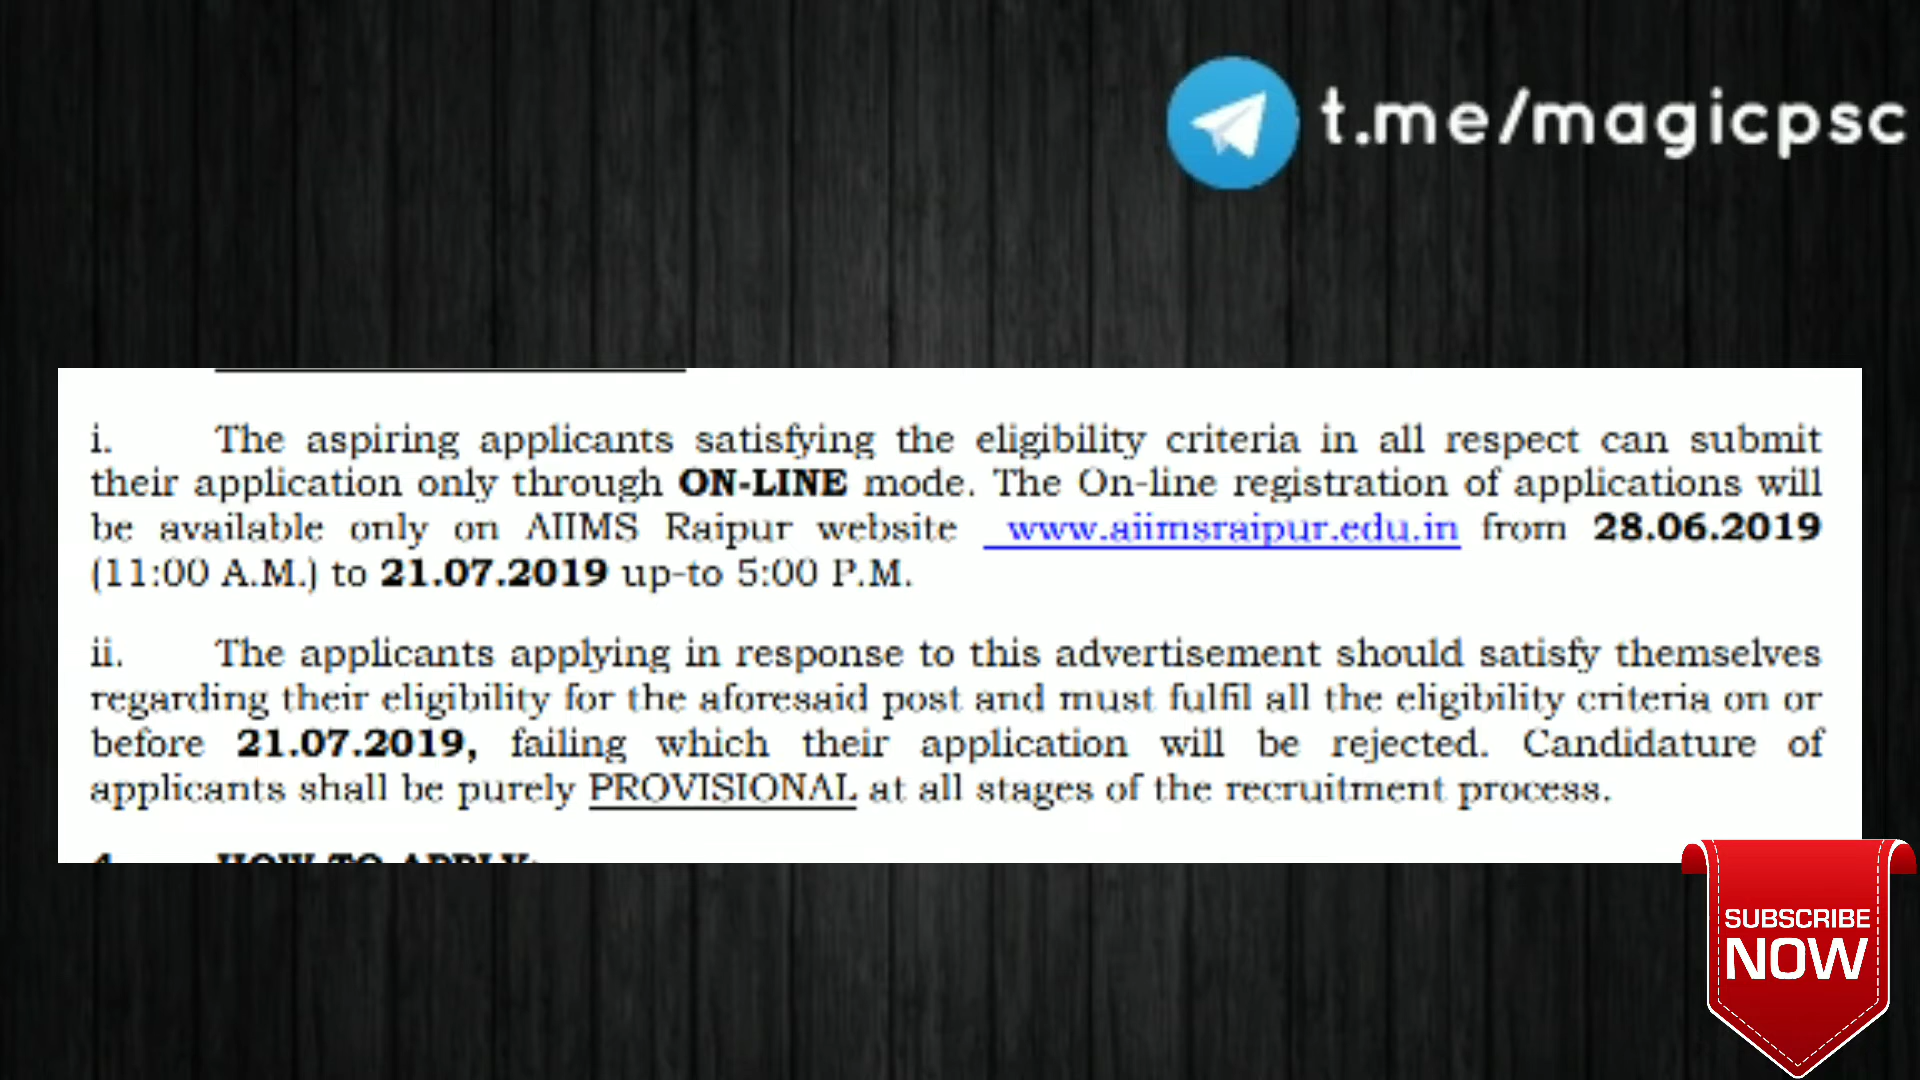 t.me/magicpsc
i. The aspiring applicants satisfying the eligibility criteria in all respect can submit
their application only through ON-LINE mode. The On-line registration of applications will
be available only on AIIMS Raipur website www.aiimsraipur.edu.in from 28.06.2019
(11:00 A.M.) to 21.07.2019 up-to 5:00 P.M.
ii. The applicants applying in response to this advertisement should satisfy themselves
regarding their eligibility for the aforesaid post and must fulfil all the eligibility criteria on or
before 21.07.2019, failing which their application will be rejected. Candidature of
applicants shall be purely PROVISIONAL at all stages of the recruitment process.
4. HOW TO APPLY:
SUBSCRIBE
NOW